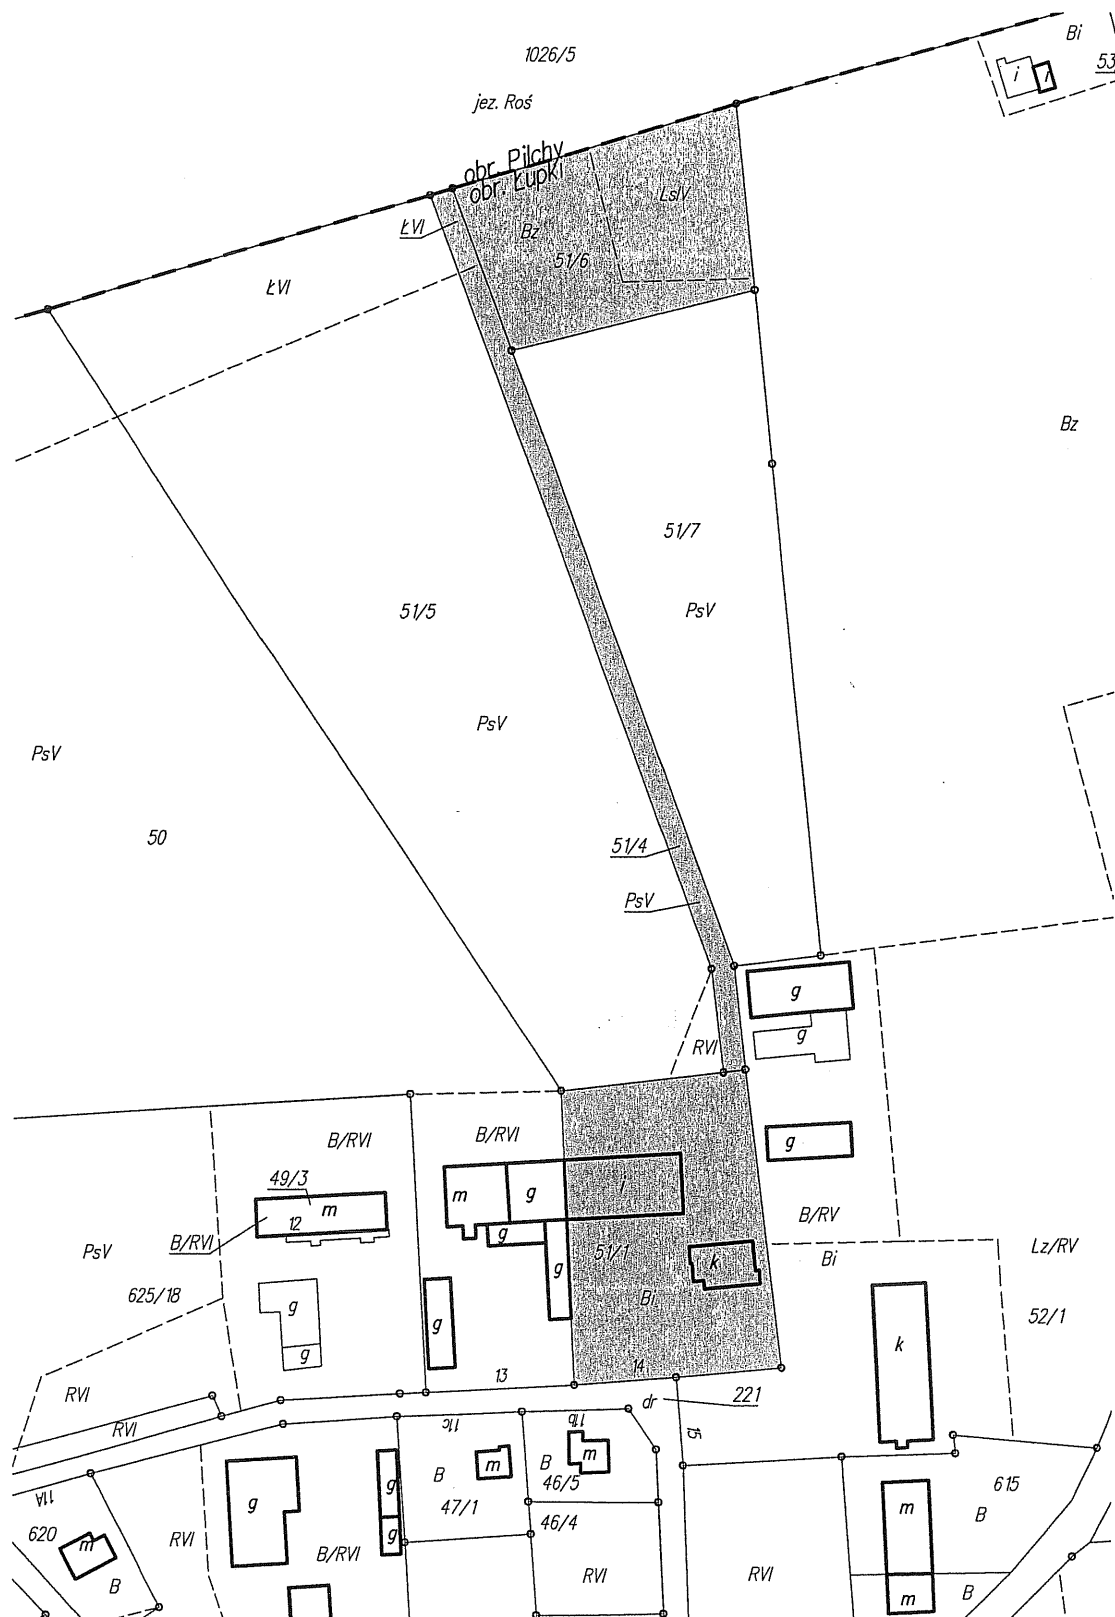 1026/5
jez. Roś
Bi
i
i
53
obr. Pilchy
obr. Łupki
ŁVI
ŁVI
Bz
51/6
LsIV
Bz
51/7
PsV
51/5
PsV
PsV
50
51/4
PsV
RVI
g
g
g
B/RV
Bi
Lz/RV
52/1
k
B/RVI
49/3
m
12
B/RVI
PsV
625/18
g
g
B/RVI
m
g
i
g
g
g
51/1
k
Bi
13
14
dr
221
15
RVI
RVI
11c
11b
B
m
B
m
46/5
47/1
46/4
g
g
g
11A
620
m
B
RVI
B/RVI
RVI
RVI
m
615
B
m
B